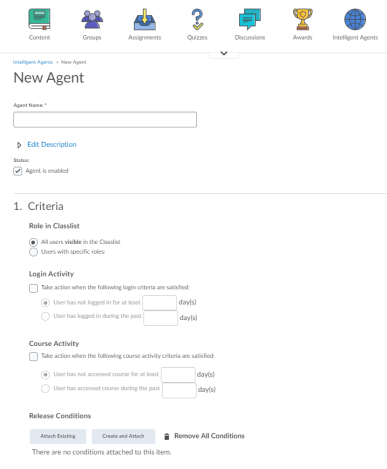 Content Groups Assignments Quizzes Discussions Awards Intelligent Agents
Intelligent Agents › New Agent
New Agent
Agent Name: *
Edit Description
Status:
Agent is enabled
1. Criteria
Role in Classlist
All users visible in the Classlist
Users with specific roles:
Login Activity
Take action when the following login criteria are satisfied:
User has not logged in for at least day(s)
User has logged in during the past day(s)
Course Activity
Take action when the following course activity criteria are satisfied:
User has not accessed course for at least day(s)
User has accessed course during the past day(s)
Release Conditions
Attach Existing Create and Attach Remove All Conditions
There are no conditions attached to this item.